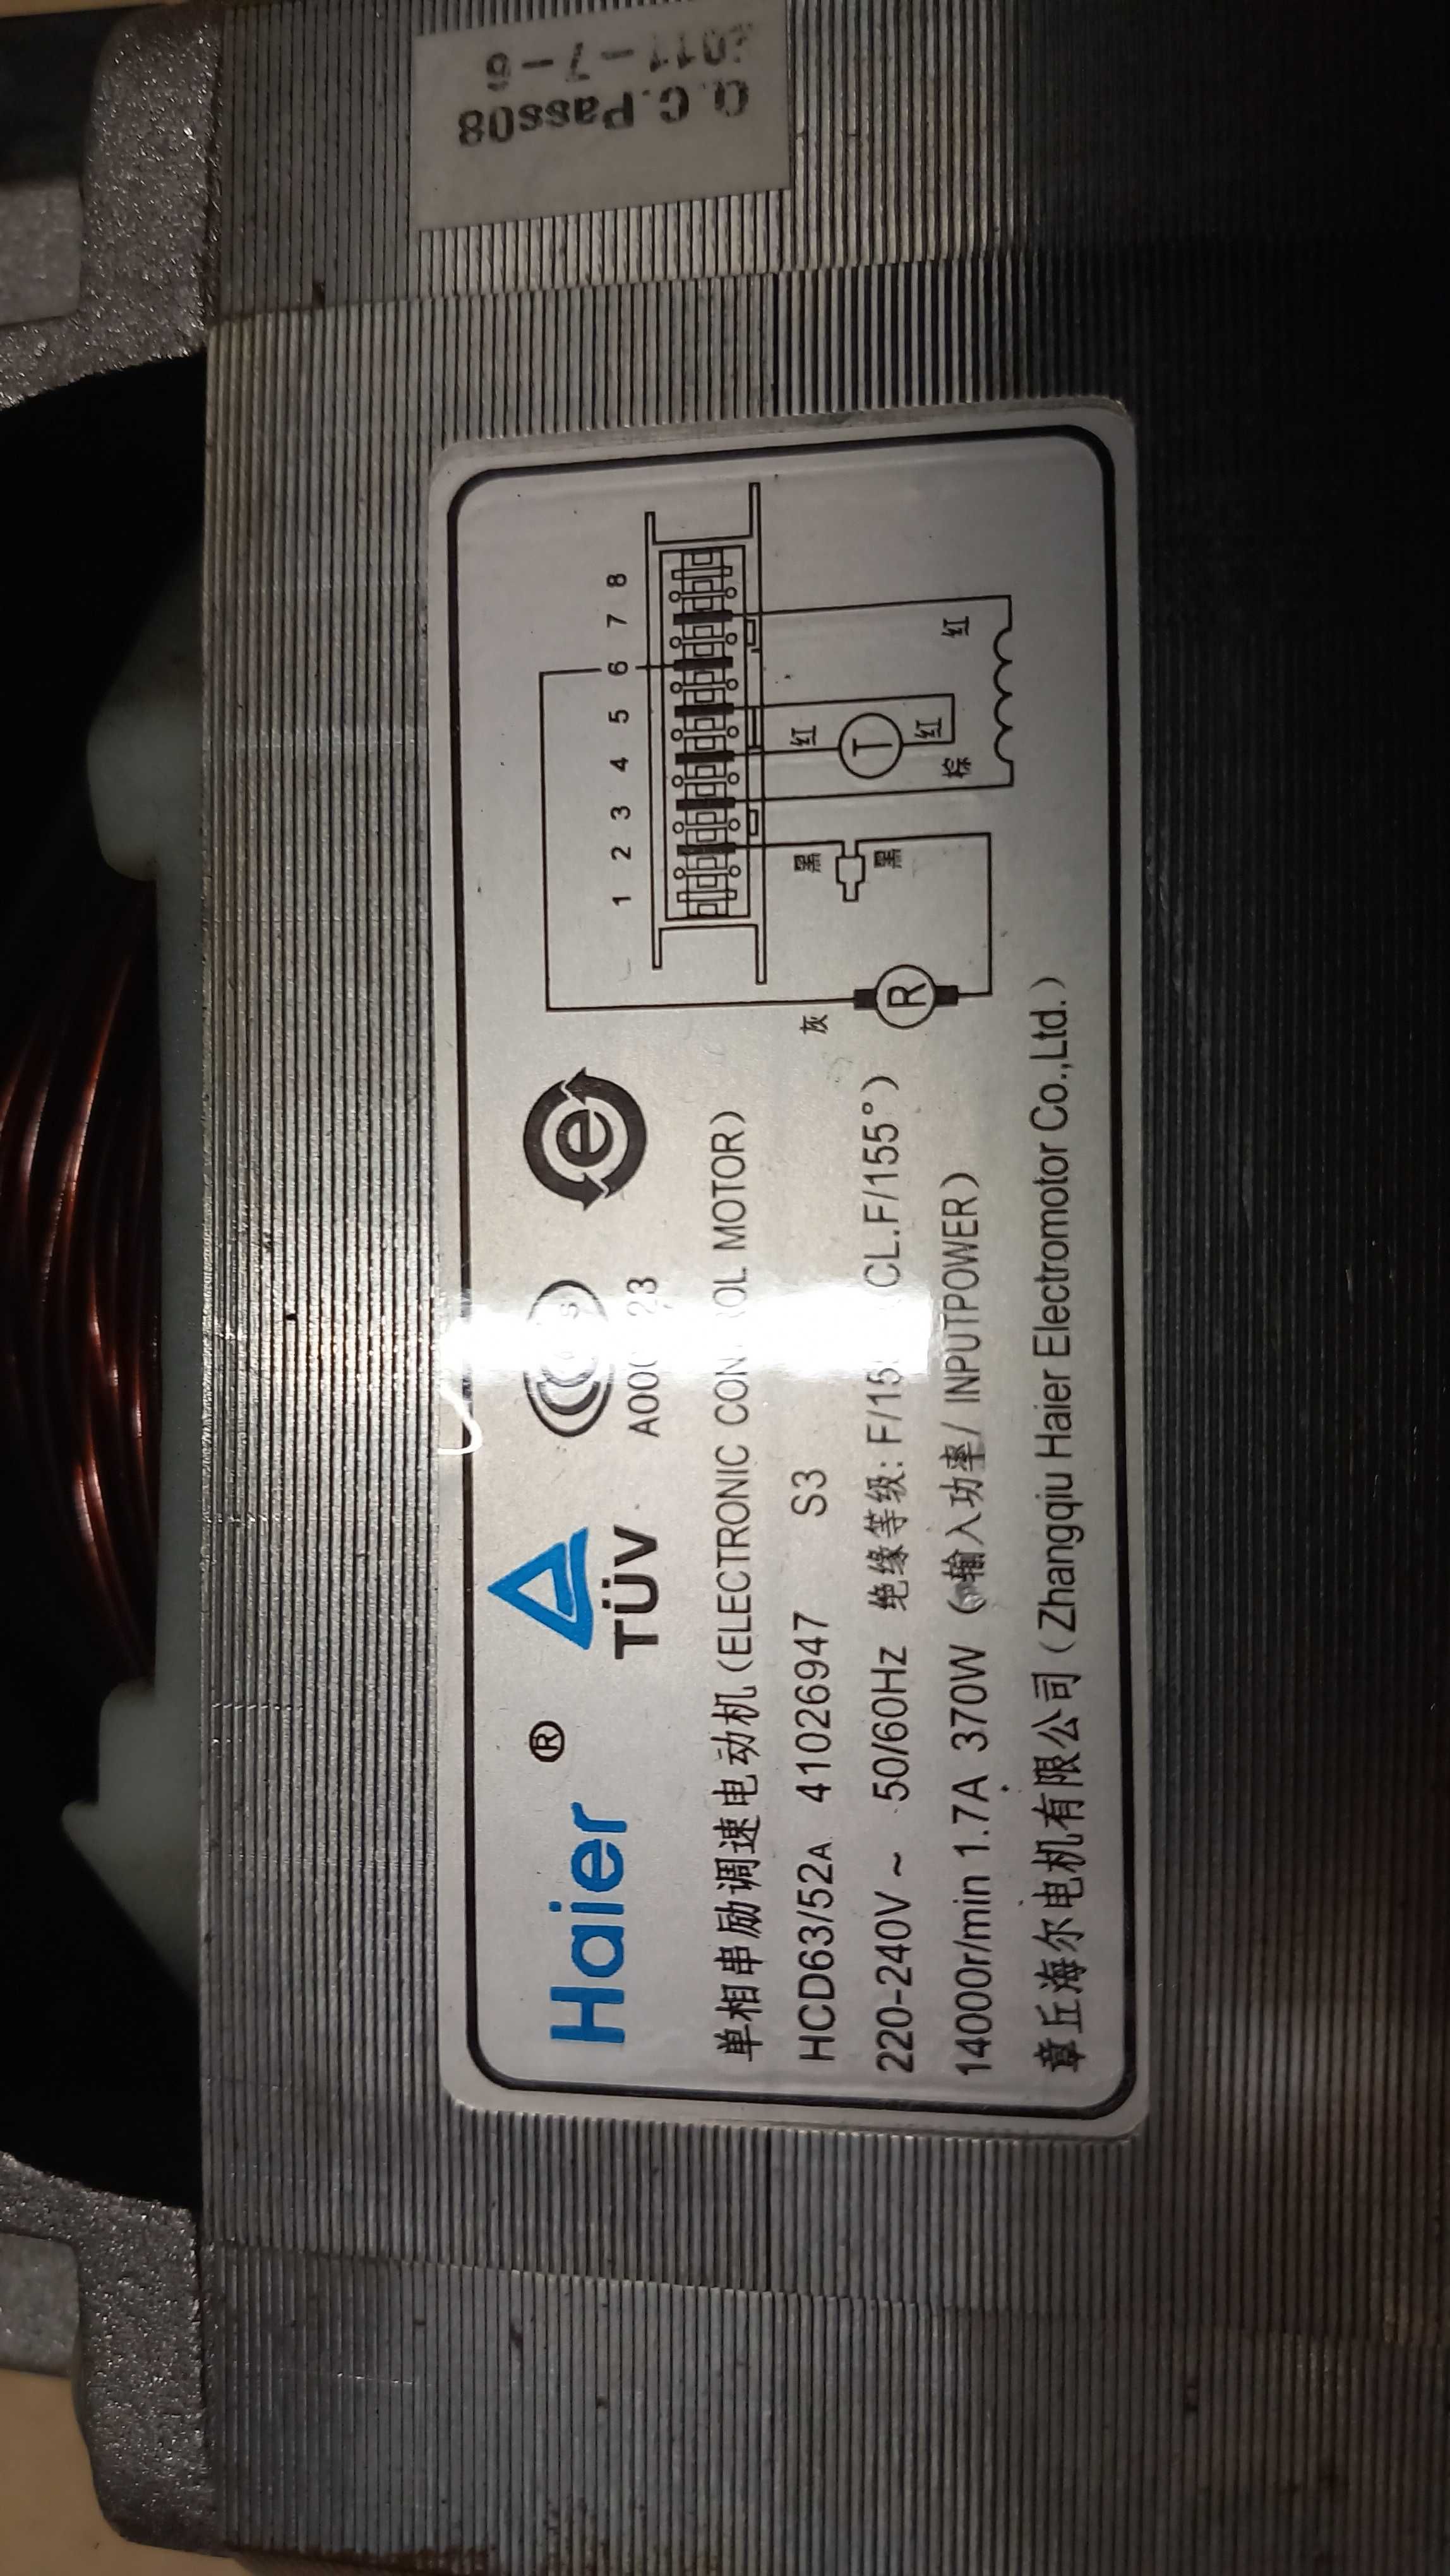 Q.C.Pass08
2011-7-6
Haier ®
TÜV
e
1 2 3 4 5 6 7 8
黑
黑
棕
红
T
红
红
灰
R
单相串励调速电动机(ELECTRONIC MOTOR)
HCD63/52A 41026947 S3
220-240V ~ 50/60Hz 绝缘等级: CL.F/155°)
14000r/min 1.7A 370W (输入功率/ INPUTPOWER)
章丘海尔电机有限公司(Zhangqiu Haier Electromotor Co.,Ltd.)